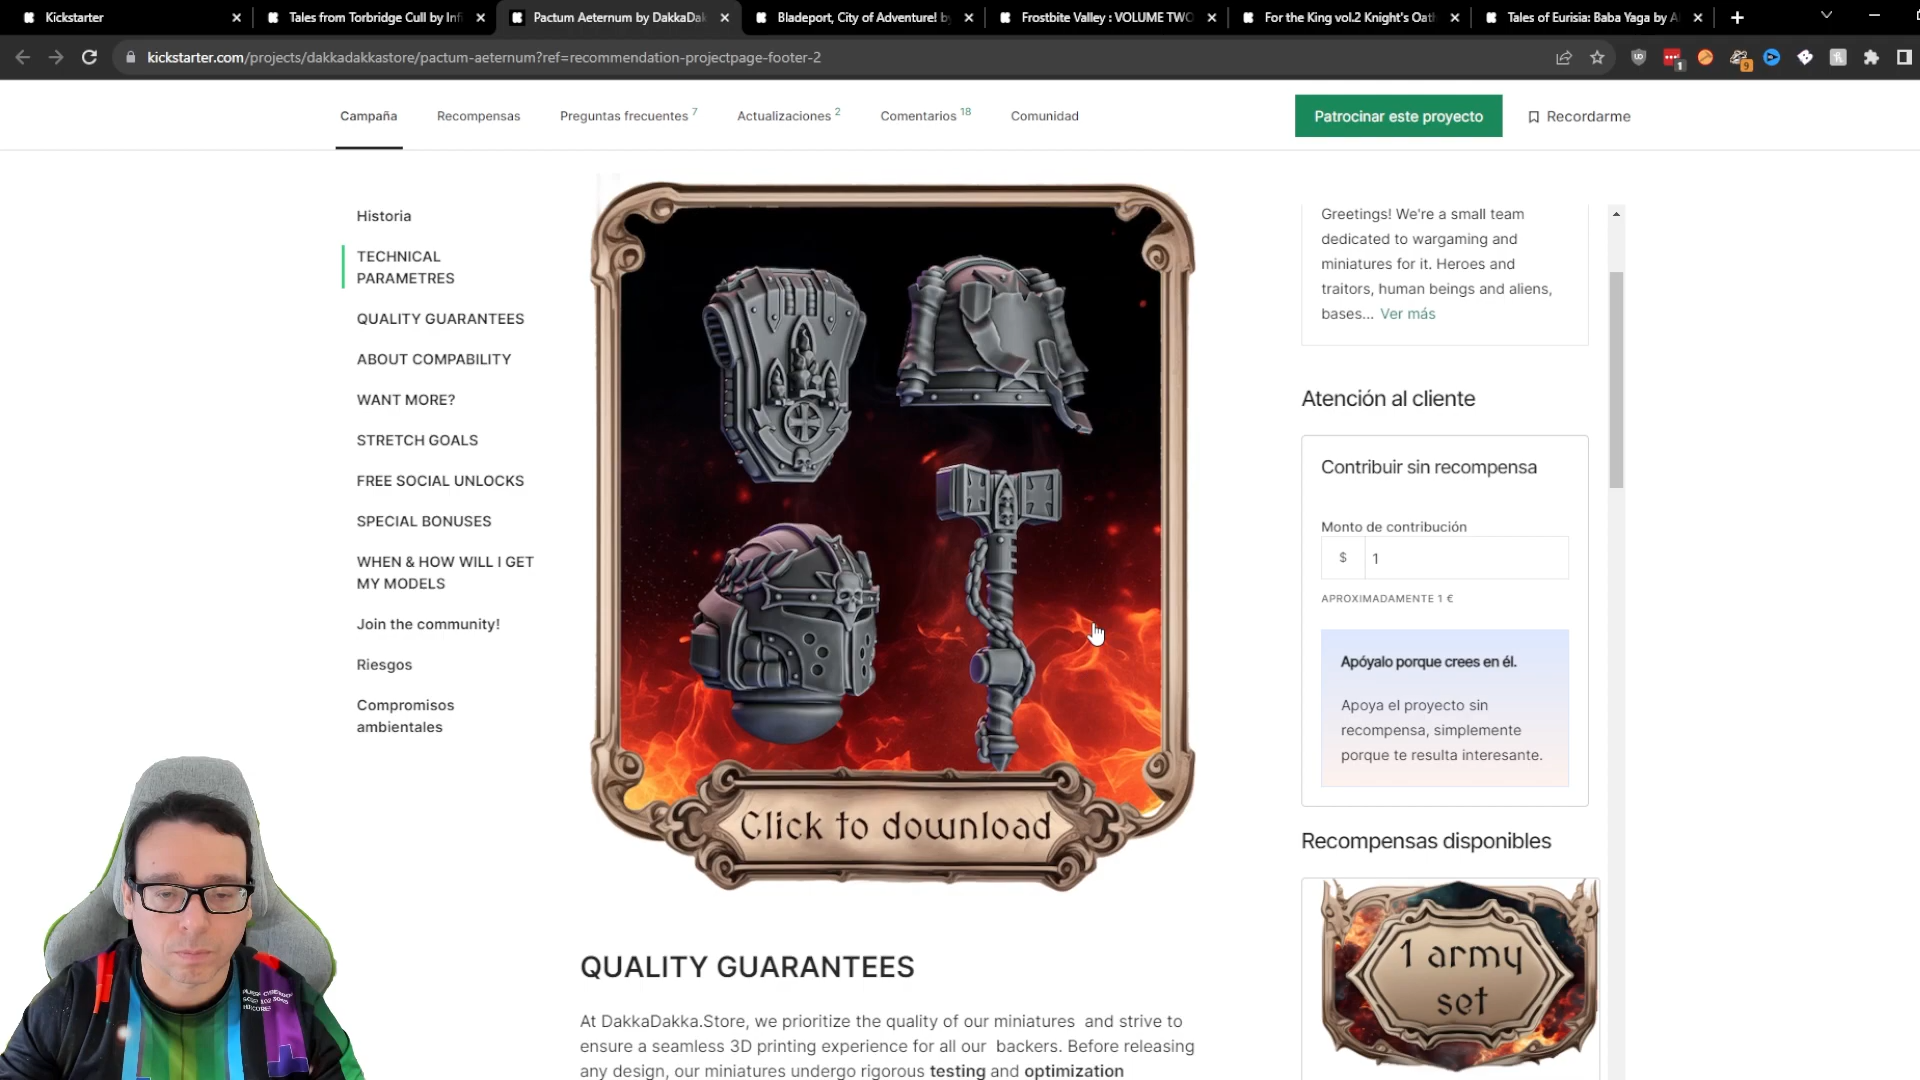 Kickstarter
Tales from Torbridge Cull by Infi
Pactum Aeternum by DakkaDak
Bladeport, City of Adventure! by
Frostbite Valley : VOLUME TWO
For the King vol.2 Knight's Oath
Tales of Eurisia: Baba Yaga by A
kickstarter.com/projects/dakkadakkastore/pactum-aeternum?ref=recommendation-projectpage-footer-2
1
9
Campaña
Recompensas
Preguntas frecuentes 7
Actualizaciones 2
Comentarios 18
Comunidad
Patrocinar este proyecto
Recordarme
Historia
TECHNICAL
PARAMETRES
QUALITY GUARANTEES
ABOUT COMPABILITY
WANT MORE?
STRETCH GOALS
FREE SOCIAL UNLOCKS
SPECIAL BONUSES
WHEN & HOW WILL I GET
MY MODELS
Join the community!
Riesgos
Compromisos
ambientales
Click to download
QUALITY GUARANTEES
At DakkaDakka.Store, we prioritize the quality of our miniatures and strive to
ensure a seamless 3D printing experience for all our backers. Before releasing
any design, our miniatures undergo rigorous testing and optimization
Greetings! We're a small team
dedicated to wargaming and
miniatures for it. Heroes and
traitors, human beings and aliens,
bases... Ver más
Atención al cliente
Contribuir sin recompensa
Monto de contribución
$ 1
APROXIMADAMENTE 1 €
Apóyalo porque crees en él.
Apoya el proyecto sin
recompensa, simplemente
porque te resulta interesante.
Recompensas disponibles
1 army
set